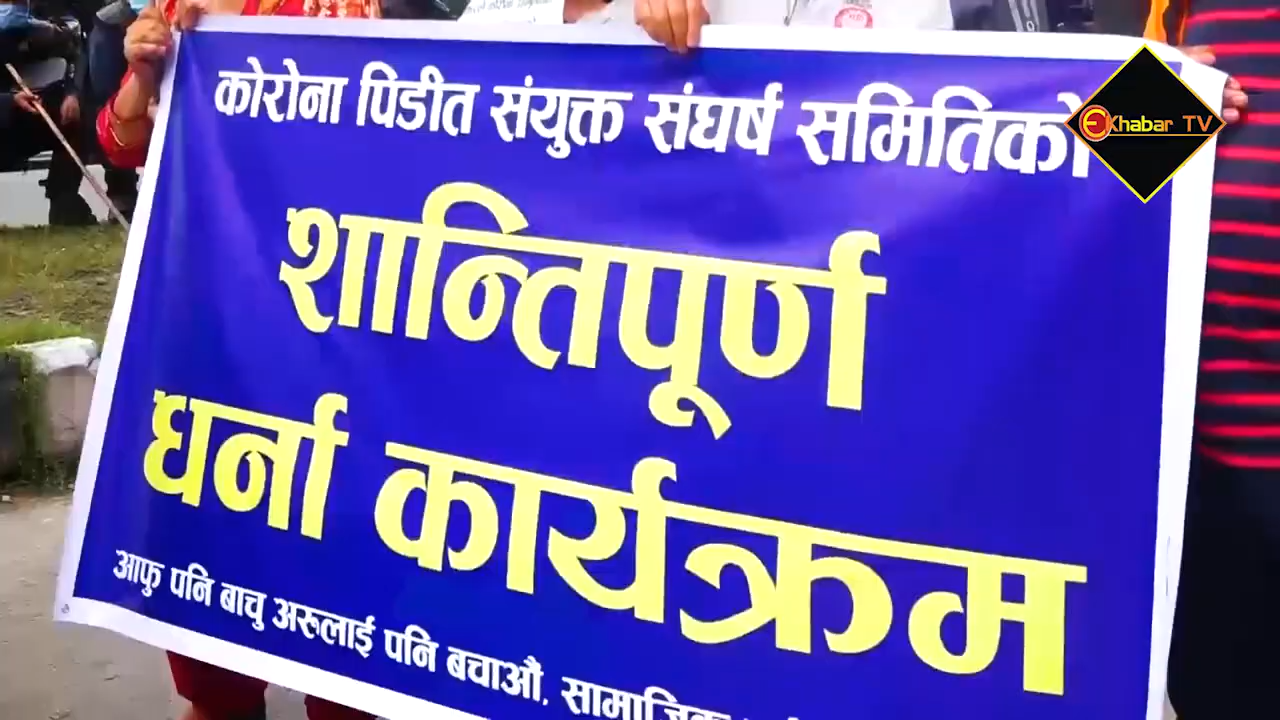 कोरोना पिडीत संयुक्त संघर्ष समितिको
शान्तिपूर्ण
धर्ना कार्यक्रम
आफु पनि बाचु अरूलाई पनि बचाऔं, सामाजिक
Khabar TV